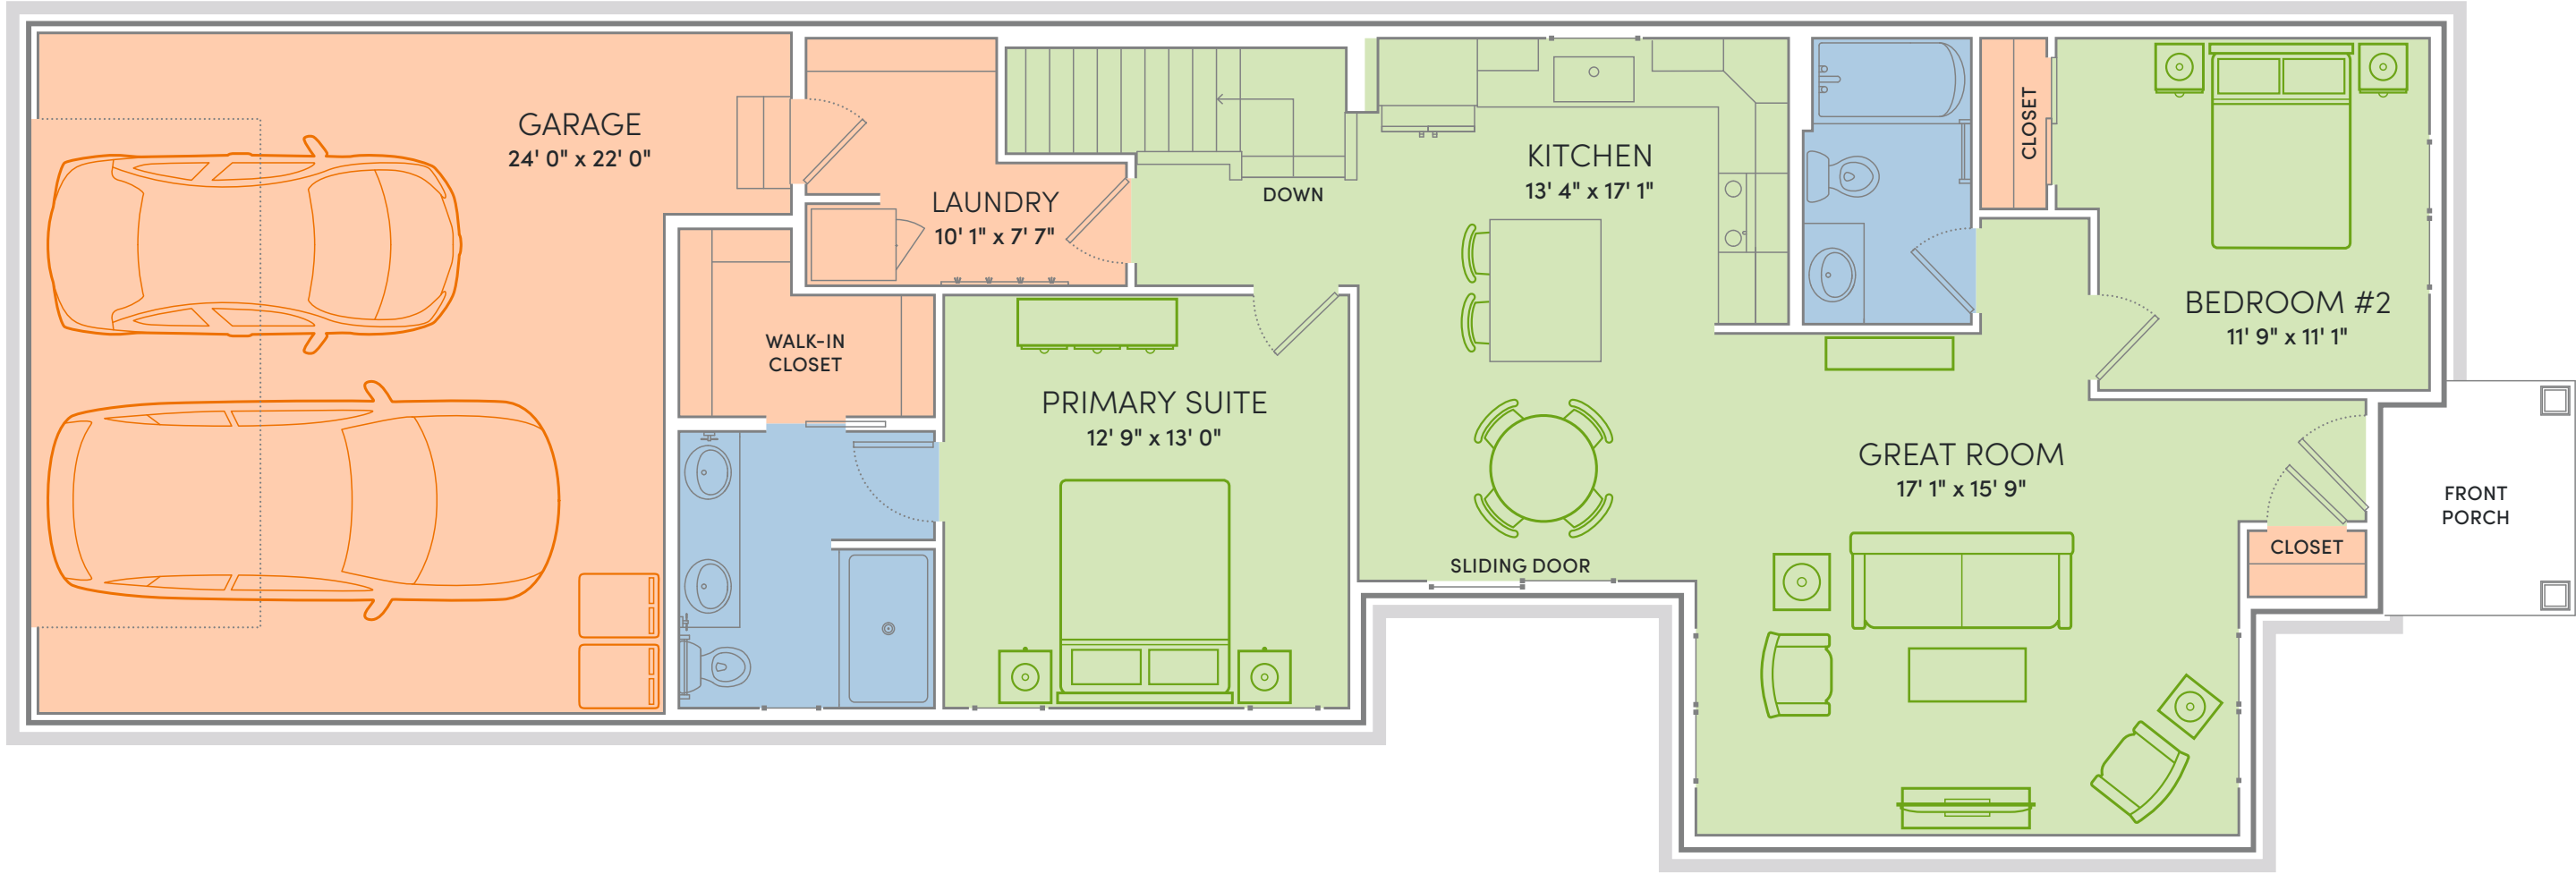 GARAGE
24' 0" x 22' 0"
LAUNDRY
10' 1" x 7' 7"
DOWN
KITCHEN
13' 4" x 17' 1"
CLOSET
BEDROOM #2
11' 9" x 11' 1"
WALK-IN
CLOSET
PRIMARY SUITE
12' 9" x 13' 0"
GREAT ROOM
17' 1" x 15' 9"
SLIDING DOOR
CLOSET
FRONT
PORCH